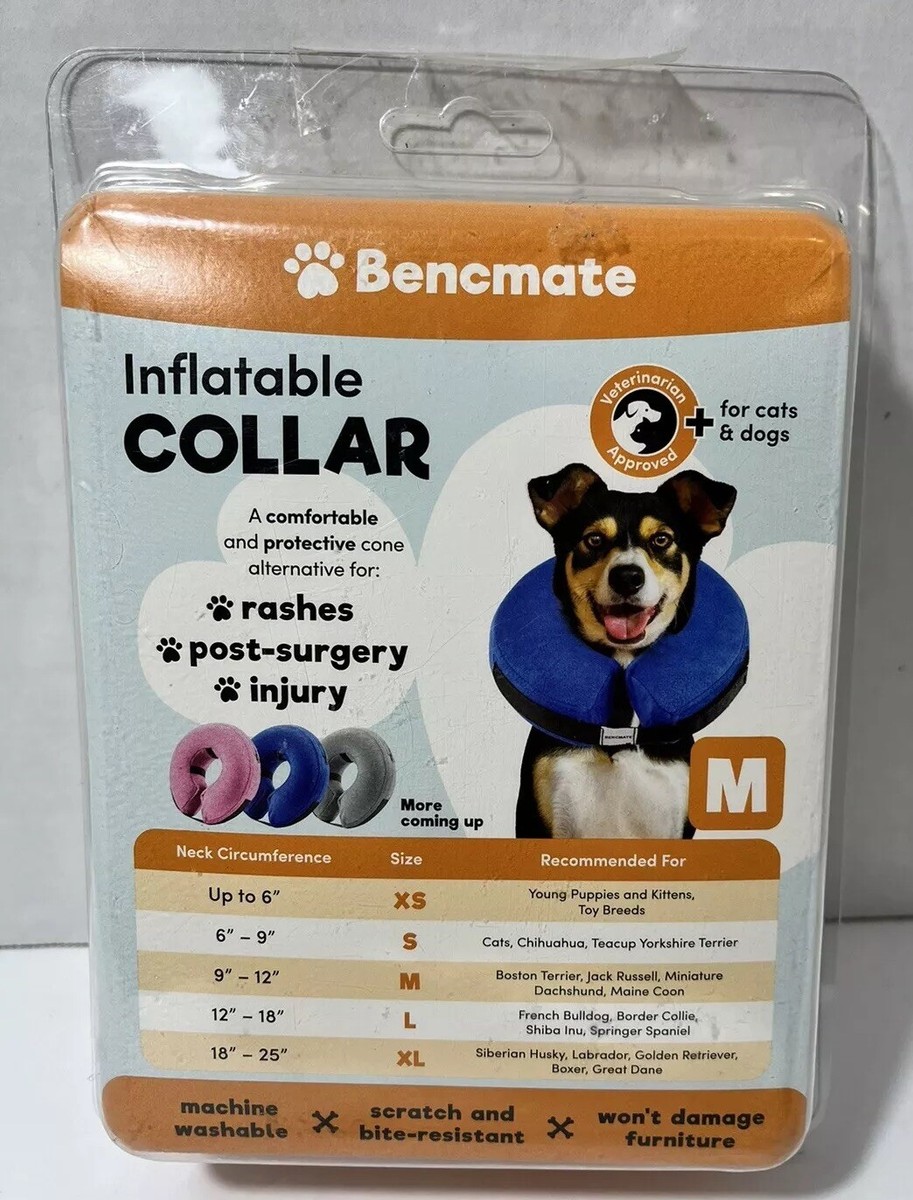 Bencmate
Inflatable
COLLAR
Veterinarian
Approved
+
for cats
& dogs
A comfortable
and protective cone
alternative for:
rashes
post-surgery
injury
BENCMATE
M
More
coming up
Neck Circumference Size Recommended For
Up to 6" XS Young Puppies and Kittens,
Toy Breeds
6" – 9" S Cats, Chihuahua, Teacup Yorkshire Terrier
9" – 12" M Boston Terrier, Jack Russell, Miniature
Dachshund, Maine Coon
12" – 18" L French Bulldog, Border Collie,
Shiba Inu, Springer Spaniel
18" – 25" XL Siberian Husky, Labrador, Golden Retriever,
Boxer, Great Dane
machine
washable
scratch and
bite-resistant
won't damage
furniture